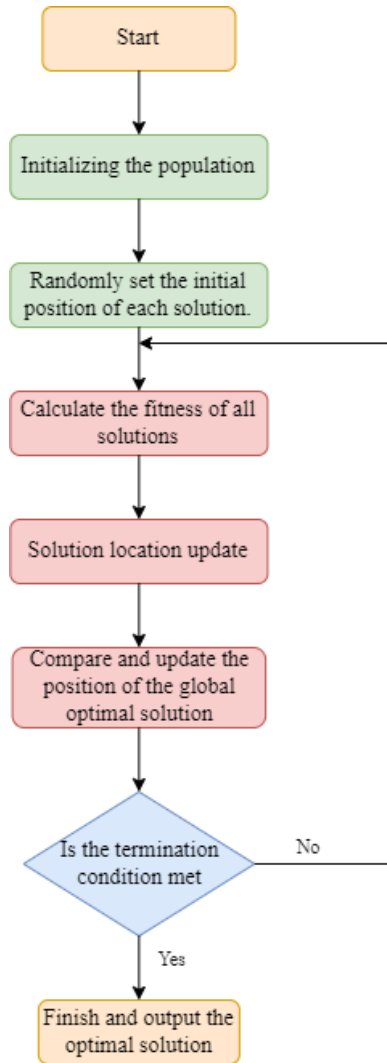 Start
Initializing the population
Randomly set the initial
position of each solution.
Calculate the fitness of all
solutions
Solution location update
Compare and update the
position of the global
optimal solution
Is the termination
condition met
No
Yes
Finish and output the
optimal solution